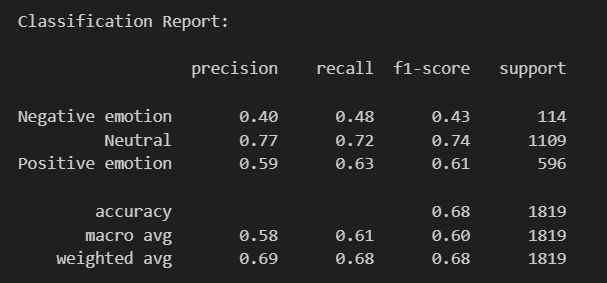 Classification Report:
precision recall f1-score support
Negative emotion 0.40 0.48 0.43 114
Neutral 0.77 0.72 0.74 1109
Positive emotion 0.59 0.63 0.61 596
accuracy 0.68 1819
macro avg 0.58 0.61 0.60 1819
weighted avg 0.69 0.68 0.68 1819